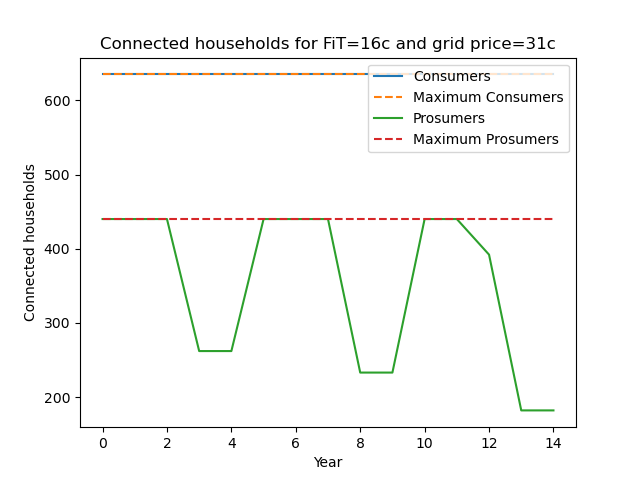 Connected households for FiT=16c and grid price=31c
Consumers
Maximum Consumers
Prosumers
Maximum Prosumers
Connected households
600
500
400
300
200
0 2 4 6 8 10 12 14
Year